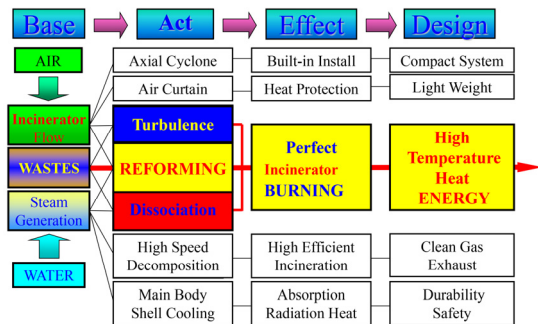 Base
Act
Effect
Design
AIR
Axial Cyclone
Built-in Install
Compact System
Air Curtain
Heat Protection
Light Weight
Incinerator
Flow
Turbulence
WASTES
REFORMING
Perfect
Incinerator
BURNING
High
Temperature
Heat
ENERGY
Steam
Generation
Dissociation
High Speed
Decomposition
High Efficient
Incineration
Clean Gas
Exhaust
WATER
Main Body
Shell Cooling
Absorption
Radiation Heat
Durability
Safety